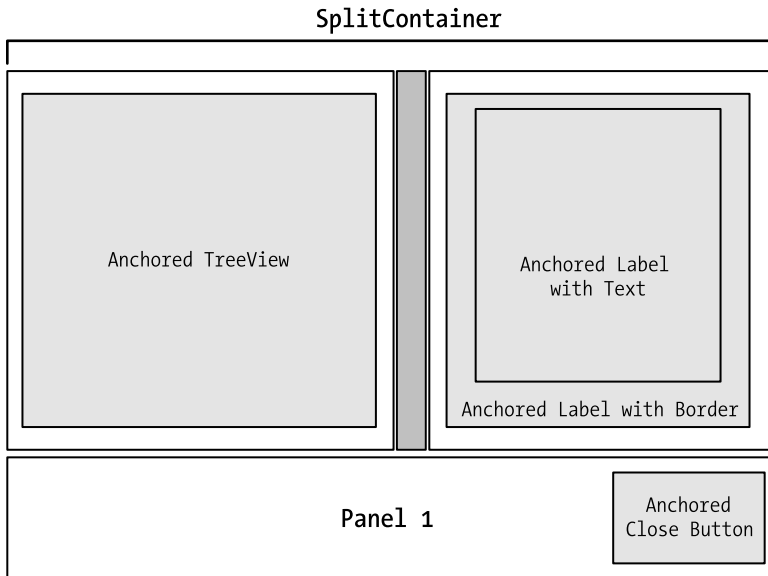 SplitContainer
Anchored TreeView
Anchored Label
with Text
Anchored Label with Border
Panel 1
Anchored
Close Button